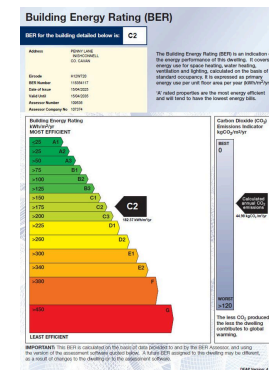 Building Energy Rating (BER)
BER for the building detailed below is: C2
Address PENNY LANE
CO. CAVAN
Eircode
BER Number
Date of Issue 15/04/2025
Valid Until 15/04/2035
Assessor Number
Assessor Company No
The Building Energy Rating (BER) is an indication of
the energy performance of this dwelling. It covers
energy use for space heating, water heating,
ventilation and lighting, calculated on the basis of
standard occupancy. It is expressed as primary
energy use per unit floor area per year (kWh/m²/yr).
'A' rated properties are the most energy efficient
and will tend to have the lowest energy bills.
Building Energy Rating
kWh/m²/yr
MOST EFFICIENT
<25 A1
>25 A2
>50 A3
>75 B1
>100 B2
>125 B3
>150 C1
>175 C2
>200 C3
>225 D1
>260 D2
>300 E1
>340 E2
>380 F
>450 G
LEAST EFFICIENT
C2
Carbon Dioxide (CO₂)
Emissions Indicator
kgCO₂/m²/yr
BEST
0
Calculated
annual CO₂
emissions
WORST
>120
The less CO₂ produced,
the less the dwelling
contributes to global
warming.
IMPORTANT: This BER is calculated on the basis of data provided to and by the BER Assessor, and using
the version of the assessment software quoted below. A future BER assigned to this dwelling may be different,
as a result of changes to the dwelling or to the assessment software.